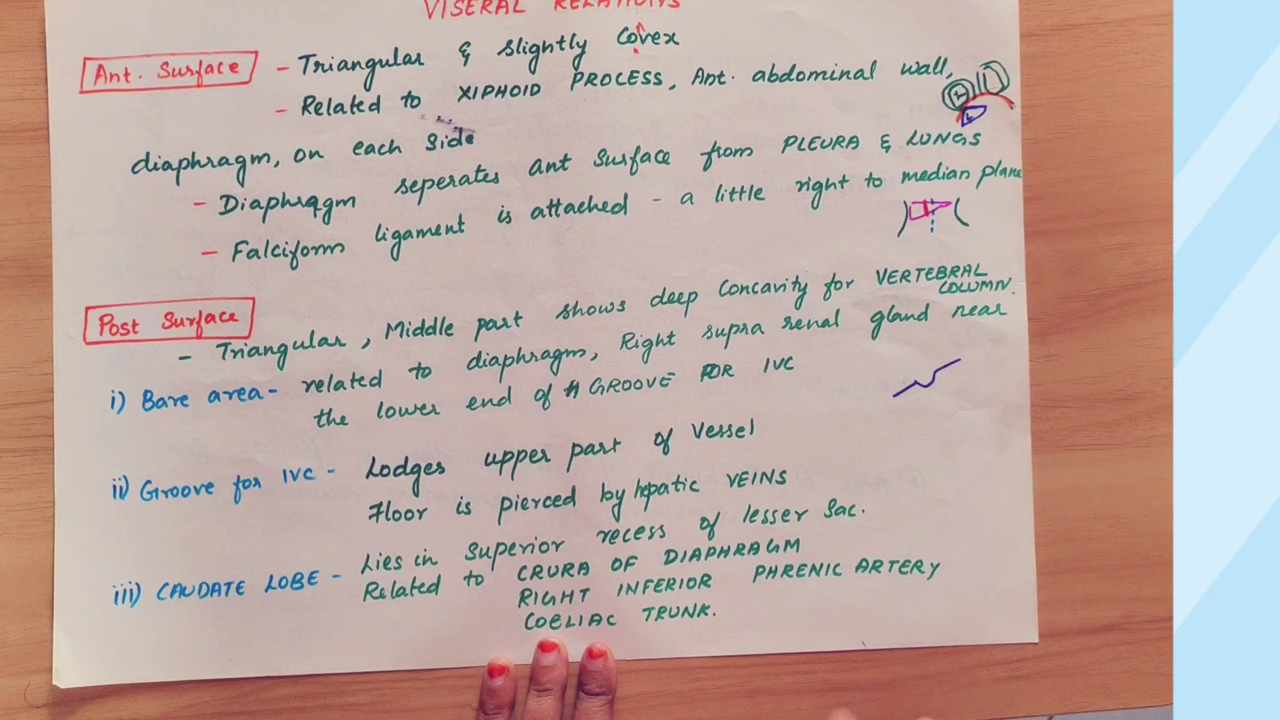 VISERAL RELATIONS
Ant. Surface - Triangular & slightly Covex
- Related to XIPHOID PROCESS, Ant. abdominal wall,
diaphragm, on each side
- Diaphragm seperates ant surface from PLEURA & LUNGS
- Falciform ligament is attached - a little right to median plane
Post Surface
- Triangular, Middle part shows deep concavity for VERTEBRAL COLUMN.
i) Bare area - related to diaphragm, Right supra renal gland near
the lower end of GROOVE FOR IVC
ii) Groove for IVC - Lodges upper part of vessel
Floor is pierced by hepatic VEINS
iii) CAUDATE LOBE - Lies in superior recess of lesser sac.
Related to CRURA OF DIAPHRAGM
RIGHT INFERIOR PHRENIC ARTERY
COELIAC TRUNK.